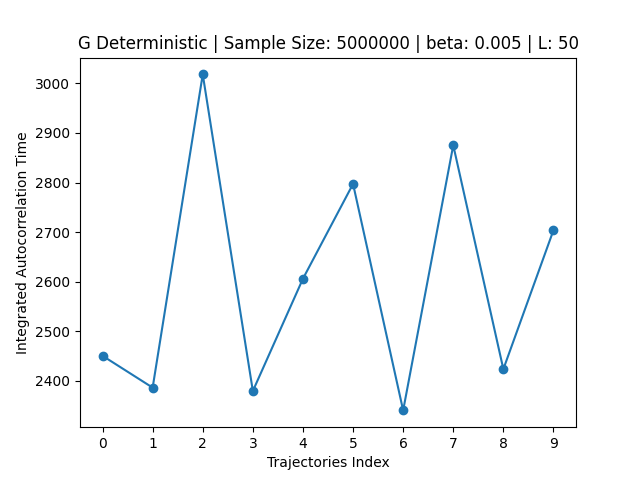 G Deterministic | Sample Size: 5000000 | beta: 0.005 | L: 50
Integrated Autocorrelation Time
3000
2900
2800
2700
2600
2500
2400
0 1 2 3 4 5 6 7 8 9
Trajectories Index